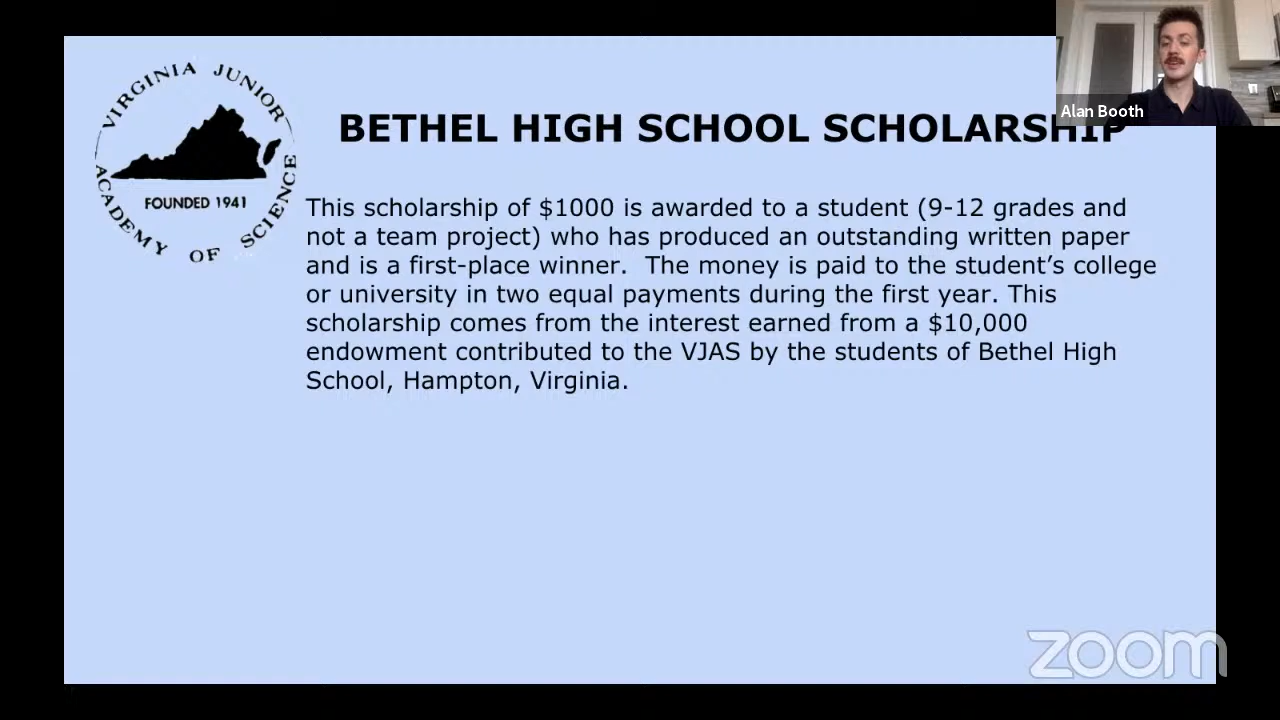 VIRGINIA JUNIOR
ACADEMY OF SCIENCE
FOUNDED 1941
BETHEL HIGH SCHOOL SCHOLARSHIP
Alan Booth
This scholarship of $1000 is awarded to a student (9-12 grades and
not a team project) who has produced an outstanding written paper
and is a first-place winner.  The money is paid to the student’s college
or university in two equal payments during the first year. This
scholarship comes from the interest earned from a $10,000
endowment contributed to the VJAS by the students of Bethel High
School, Hampton, Virginia.
zoom